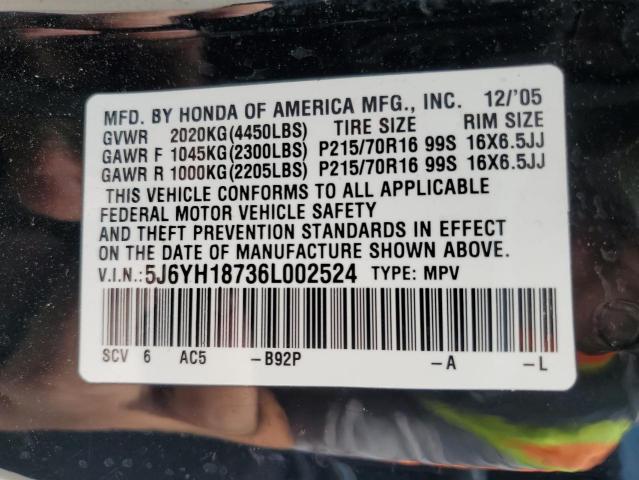 MFD. BY HONDA OF AMERICA MFG., INC. 12/'05
GVWR 2020KG(4450LBS) TIRE SIZE RIM SIZE
GAWR F 1045KG(2300LBS) P215/70R16 99S 16X6.5JJ
GAWR R 1000KG(2205LBS) P215/70R16 99S 16X6.5JJ
THIS VEHICLE CONFORMS TO ALL APPLICABLE
FEDERAL MOTOR VEHICLE SAFETY
AND THEFT PREVENTION STANDARDS IN EFFECT
ON THE DATE OF MANUFACTURE SHOWN ABOVE.
V.I.N.:5J6YH18736L002524 TYPE: MPV
SCV 6 AC5 -B92P -A -L